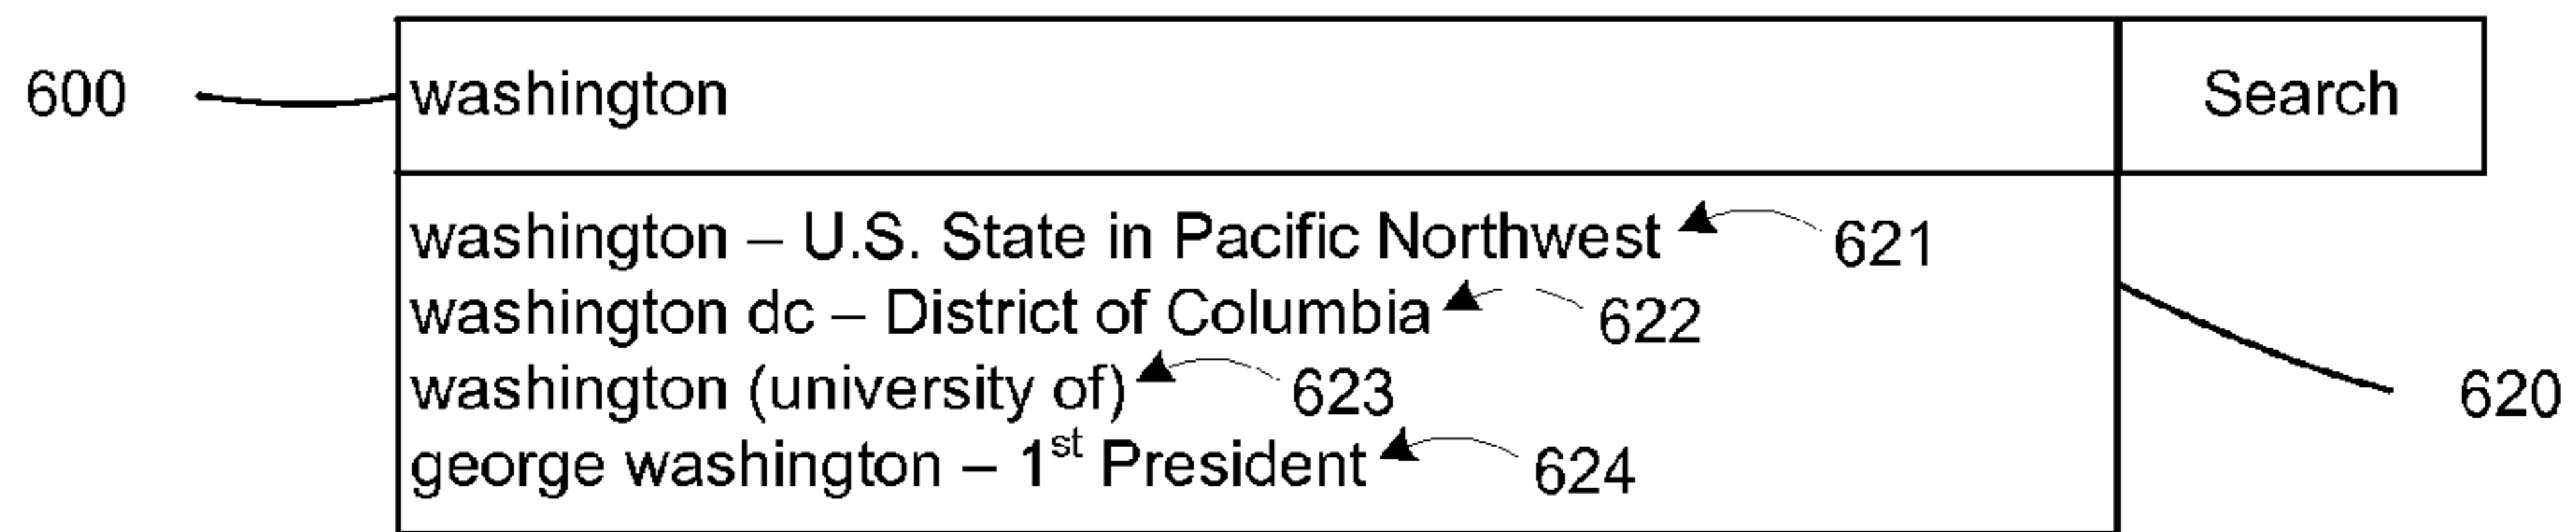 600 washington Search
washington – U.S. State in Pacific Northwest 621
washington dc – District of Columbia 622
washington (university of) 623 620
george washington – 1st President 624